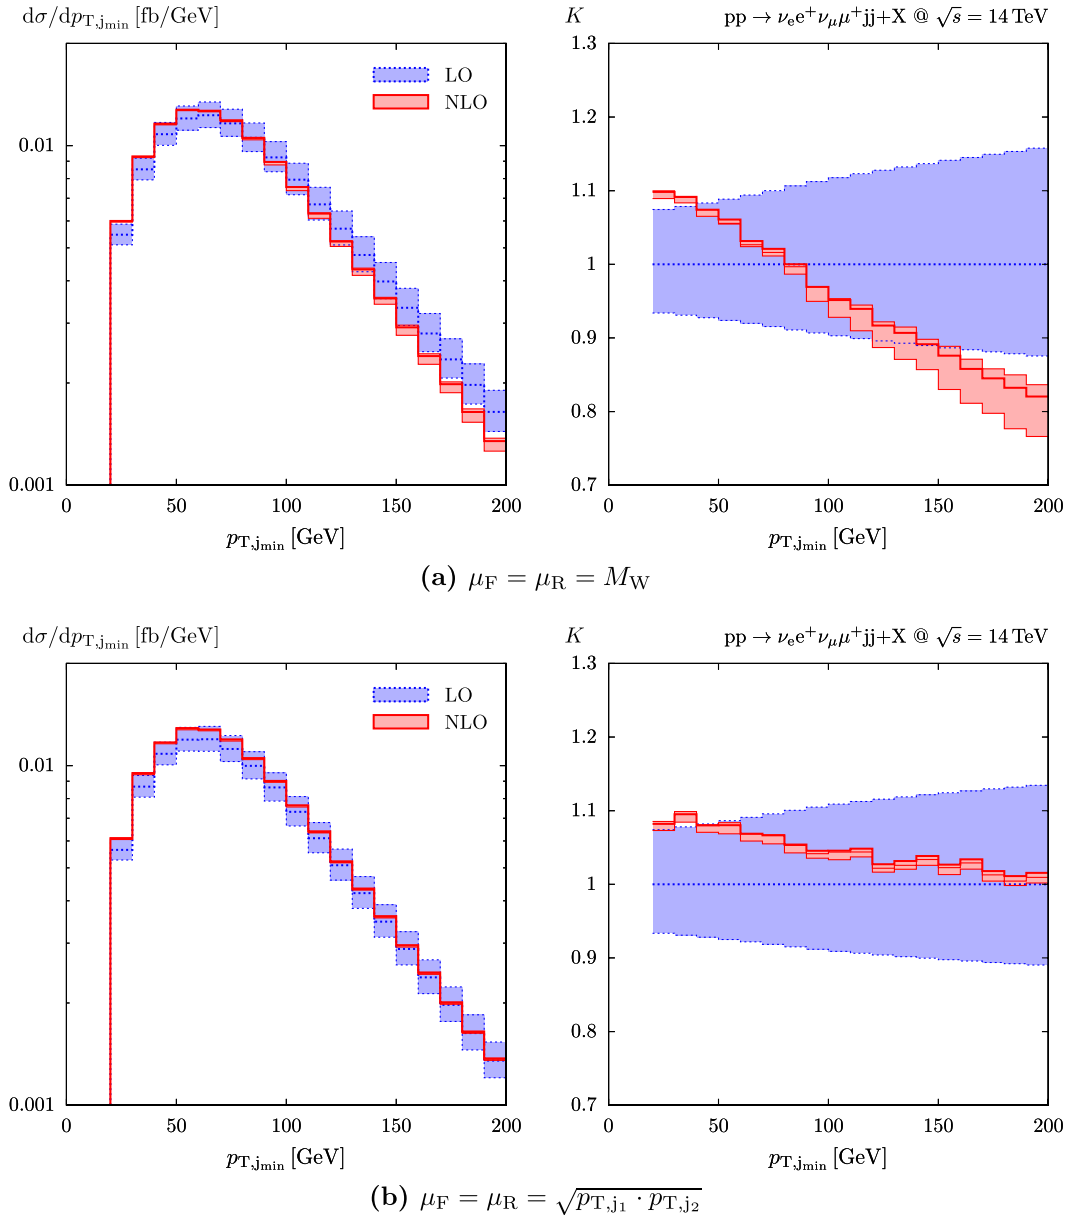 dσ/dp_{T,j_min} [fb/GeV]
K
pp → ν_e e⁺ ν_μ μ⁺ jj+X @ √s = 14 TeV
LO
NLO
0.01
0.001
0 50 100 150 200
p_{T,j_min} [GeV]
1.3
1.2
1.1
1
0.9
0.8
0.7
0 50 100 150 200
p_{T,j_min} [GeV]
(a) μ_F = μ_R = M_W
dσ/dp_{T,j_min} [fb/GeV]
K
pp → ν_e e⁺ ν_μ μ⁺ jj+X @ √s = 14 TeV
LO
NLO
0.01
0.001
0 50 100 150 200
p_{T,j_min} [GeV]
1.3
1.2
1.1
1
0.9
0.8
0.7
0 50 100 150 200
p_{T,j_min} [GeV]
(b) μ_F = μ_R = √(p_{T,j_1} · p_{T,j_2})